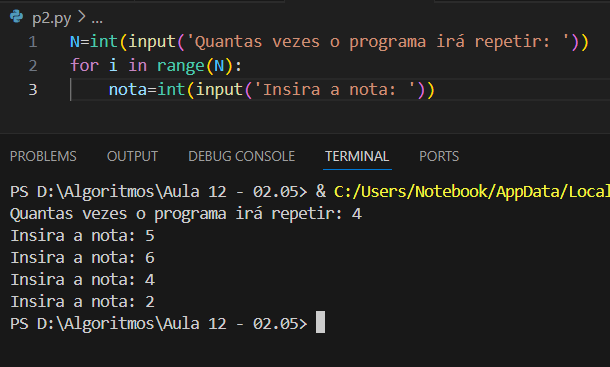 p2.py > ...
1 N=int(input('Quantas vezes o programa irá repetir: '))
2 for i in range(N):
3 nota=int(input('Insira a nota: '))
PROBLEMS OUTPUT DEBUG CONSOLE TERMINAL PORTS
PS D:\Algoritmos\Aula 12 - 02.05> & C:/Users/Notebook/AppData/Local
Quantas vezes o programa irá repetir: 4
Insira a nota: 5
Insira a nota: 6
Insira a nota: 4
Insira a nota: 2
PS D:\Algoritmos\Aula 12 - 02.05>